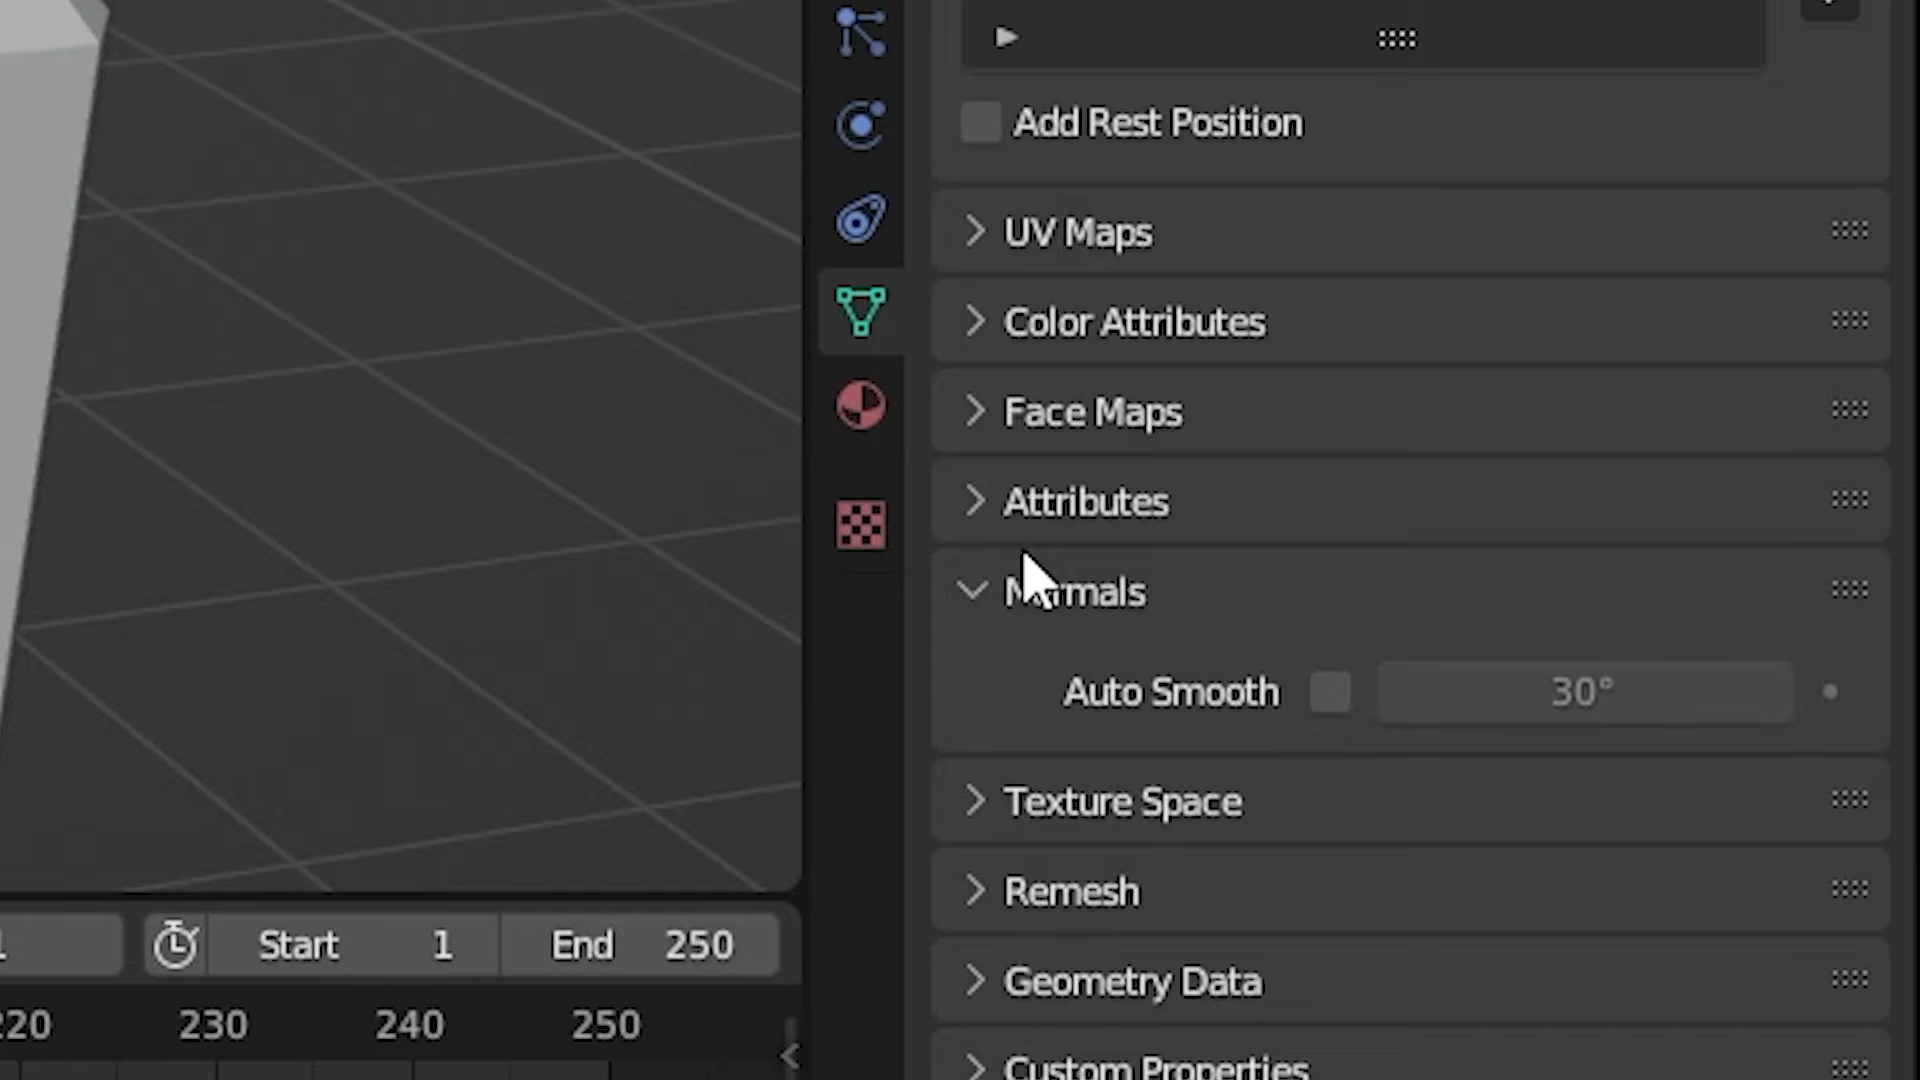 Add Rest Position
UV Maps
Color Attributes
Face Maps
Attributes
Normals
Auto Smooth 30°
Texture Space
Remesh
Geometry Data
Custom Properties
1 Start 1 End 250
220 230 240 250